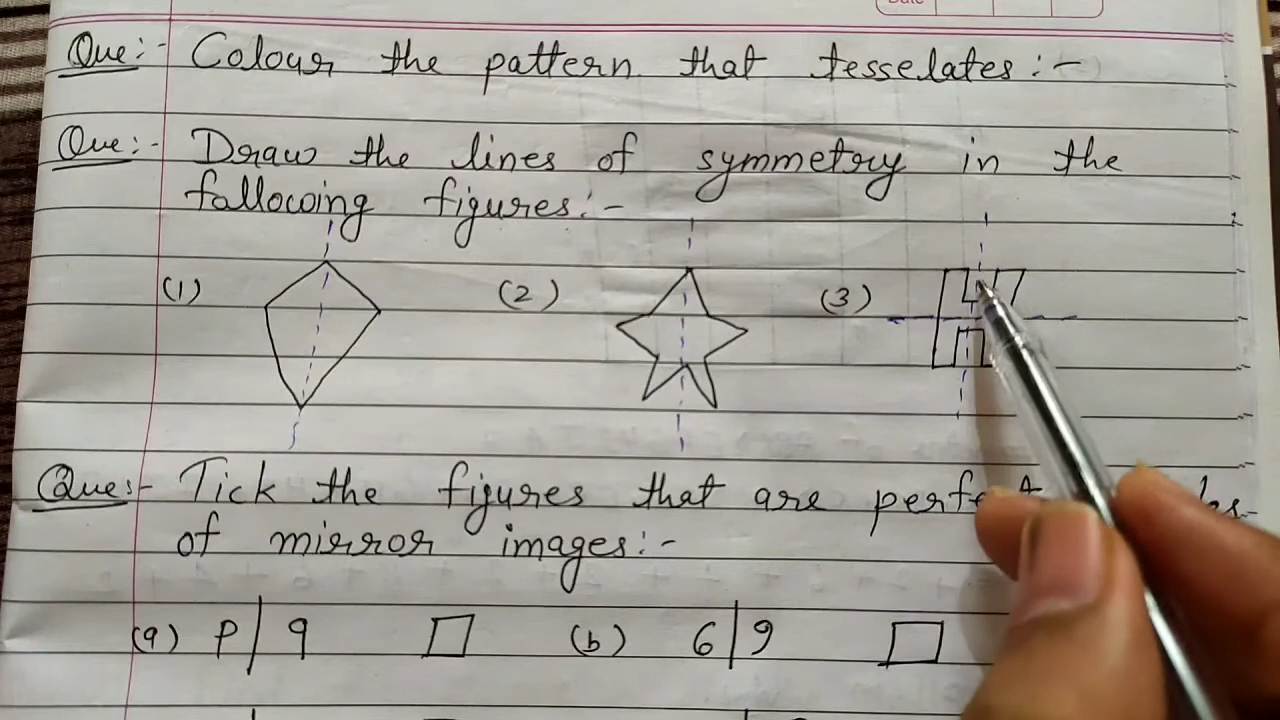 Date
Que:- Colour the pattern that tesselates:-
Que:- Draw the lines of symmetry in the
following figures:-
(1) (2) (3)
Que:- Tick the figures that are
of mirror images:-
(a) p | q (b) 6 | 9